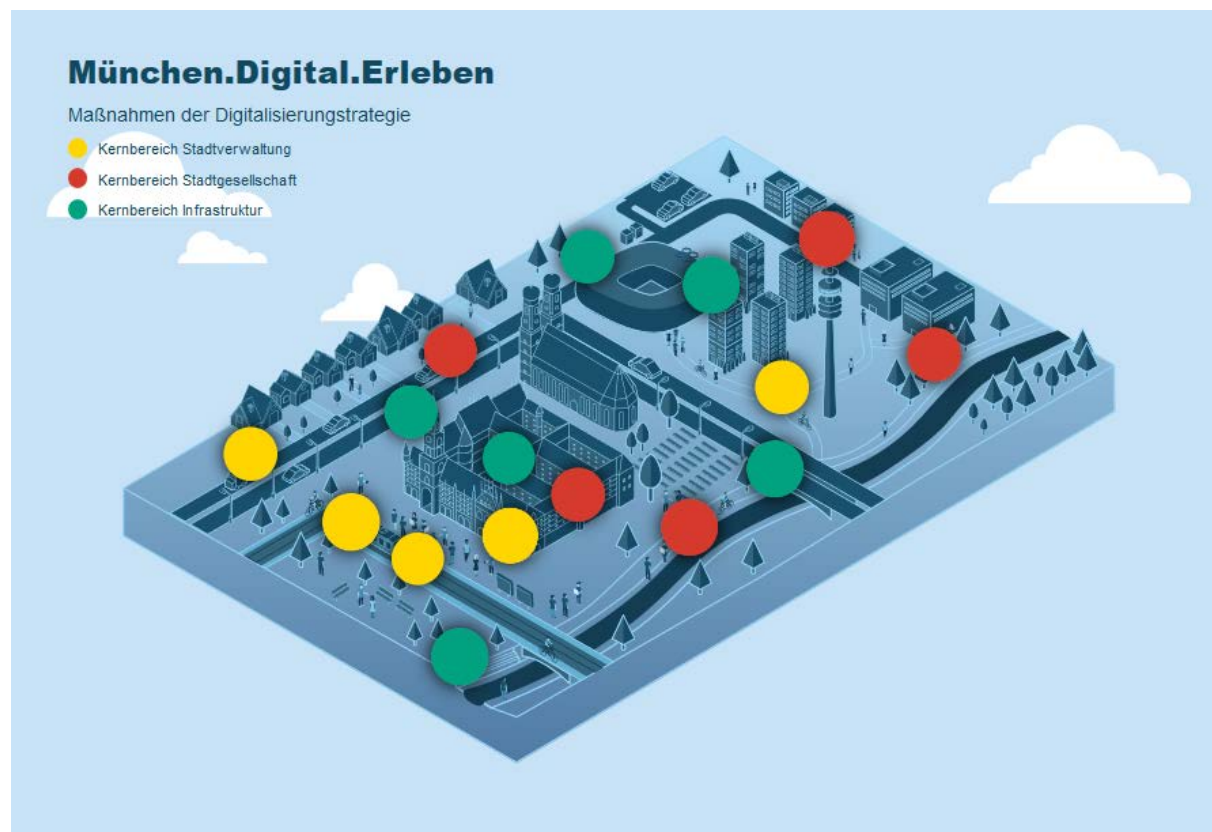 München.Digital.Erleben
Maßnahmen der Digitalisierungstrategie
Kernbereich Stadtverwaltung
Kernbereich Stadtgesellschaft
Kernbereich Infrastruktur